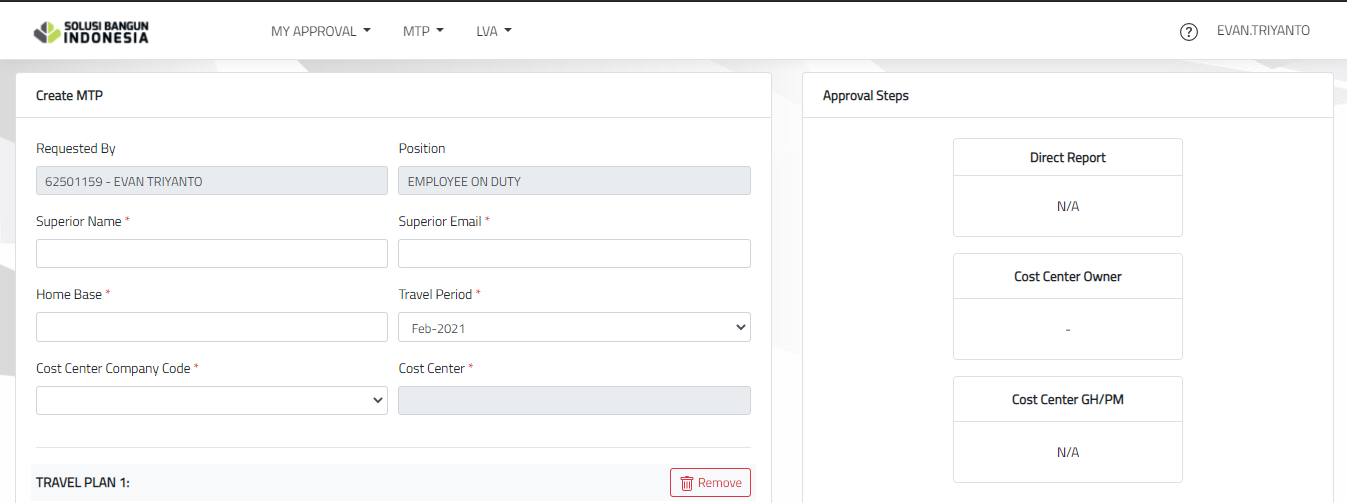 SOLUSI BANGUN
INDONESIA
MY APPROVAL
MTP
LVA
?
EVAN.TRIYANTO
Create MTP
Requested By
Position
62501159 - EVAN TRIYANTO
EMPLOYEE ON DUTY
Superior Name *
Superior Email *
Home Base *
Travel Period *
Feb-2021
Cost Center Company Code *
Cost Center *
TRAVEL PLAN 1:
Remove
Approval Steps
Direct Report
N/A
Cost Center Owner
-
Cost Center GH/PM
N/A